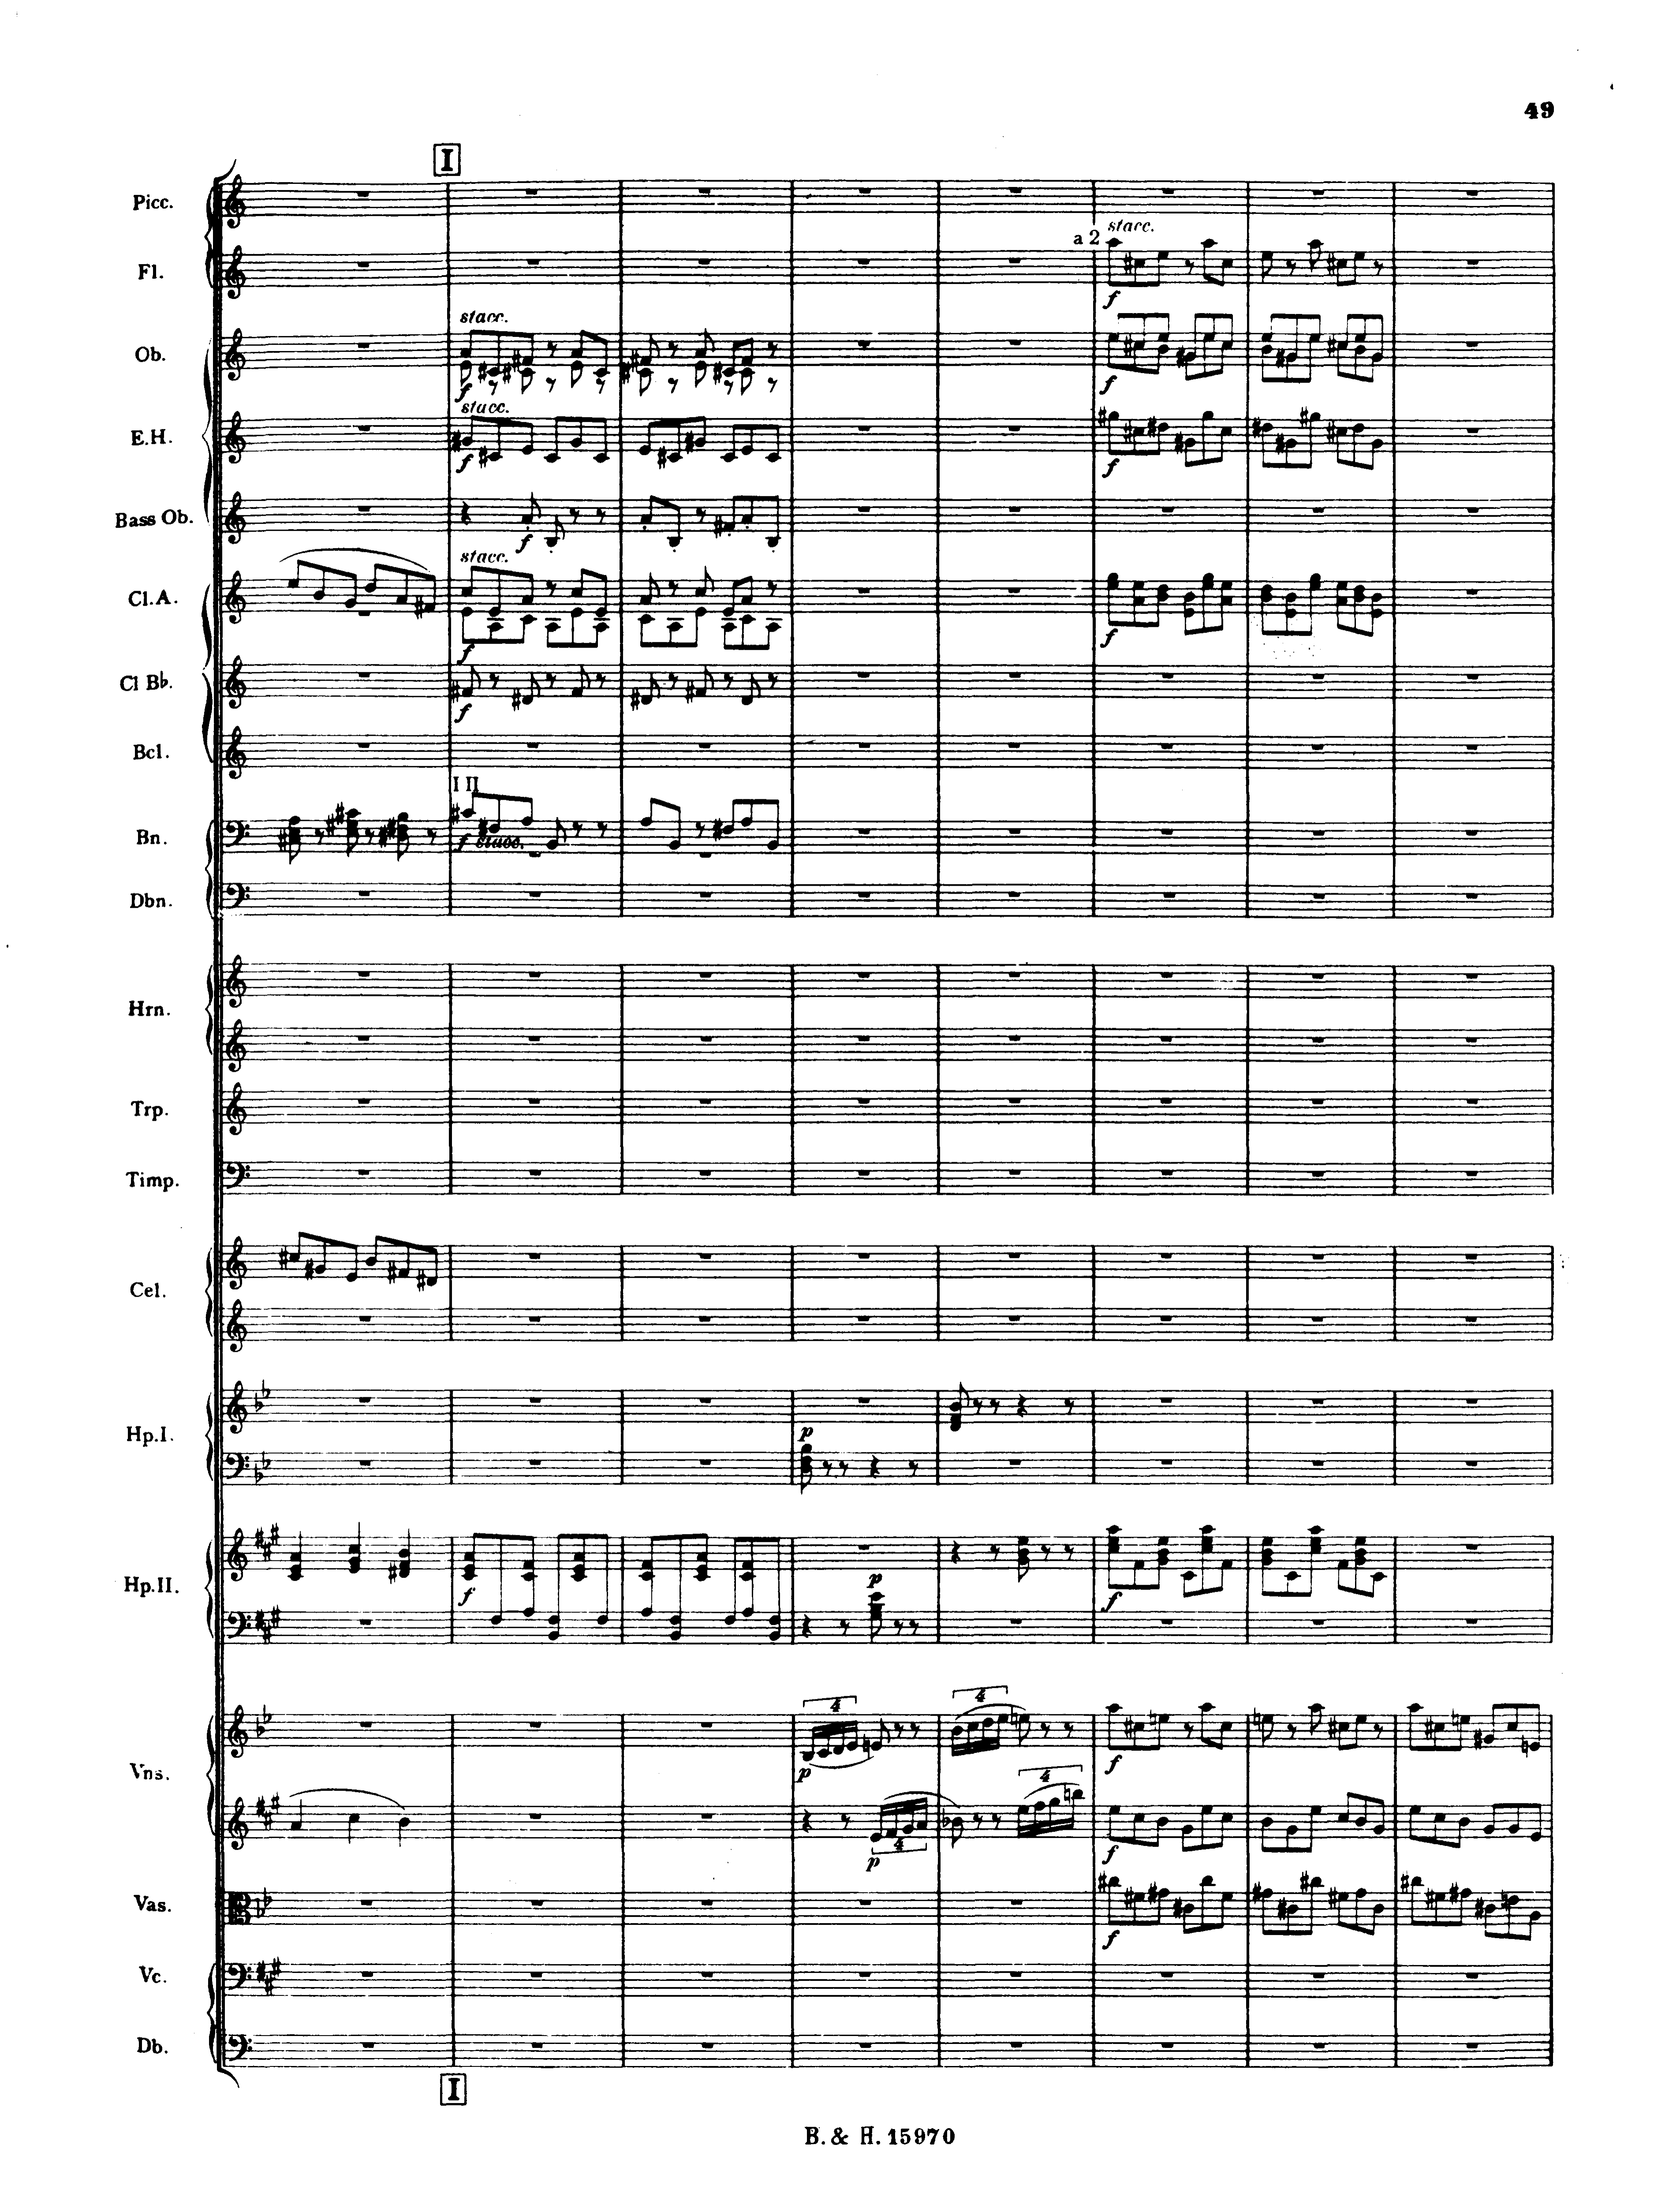 49
I
Picc.
a 2 stacc.
Fl.
f
stacc.
Ob.
f
f
stacc.
E.H.
f
f
Bass Ob.
f
stacc.
Cl.A.
f
f
Cl B♭.
f
Bcl.
I II
Bn.
f stacc.
Dbn.
Hrn.
Trp.
Timp.
Cel.
Hp.I.
p
Hp.II.
f
p
f
4
4
Vns.
p
f
4
4
p
f
Vas.
f
Vc.
Db.
I
B. & H. 15970